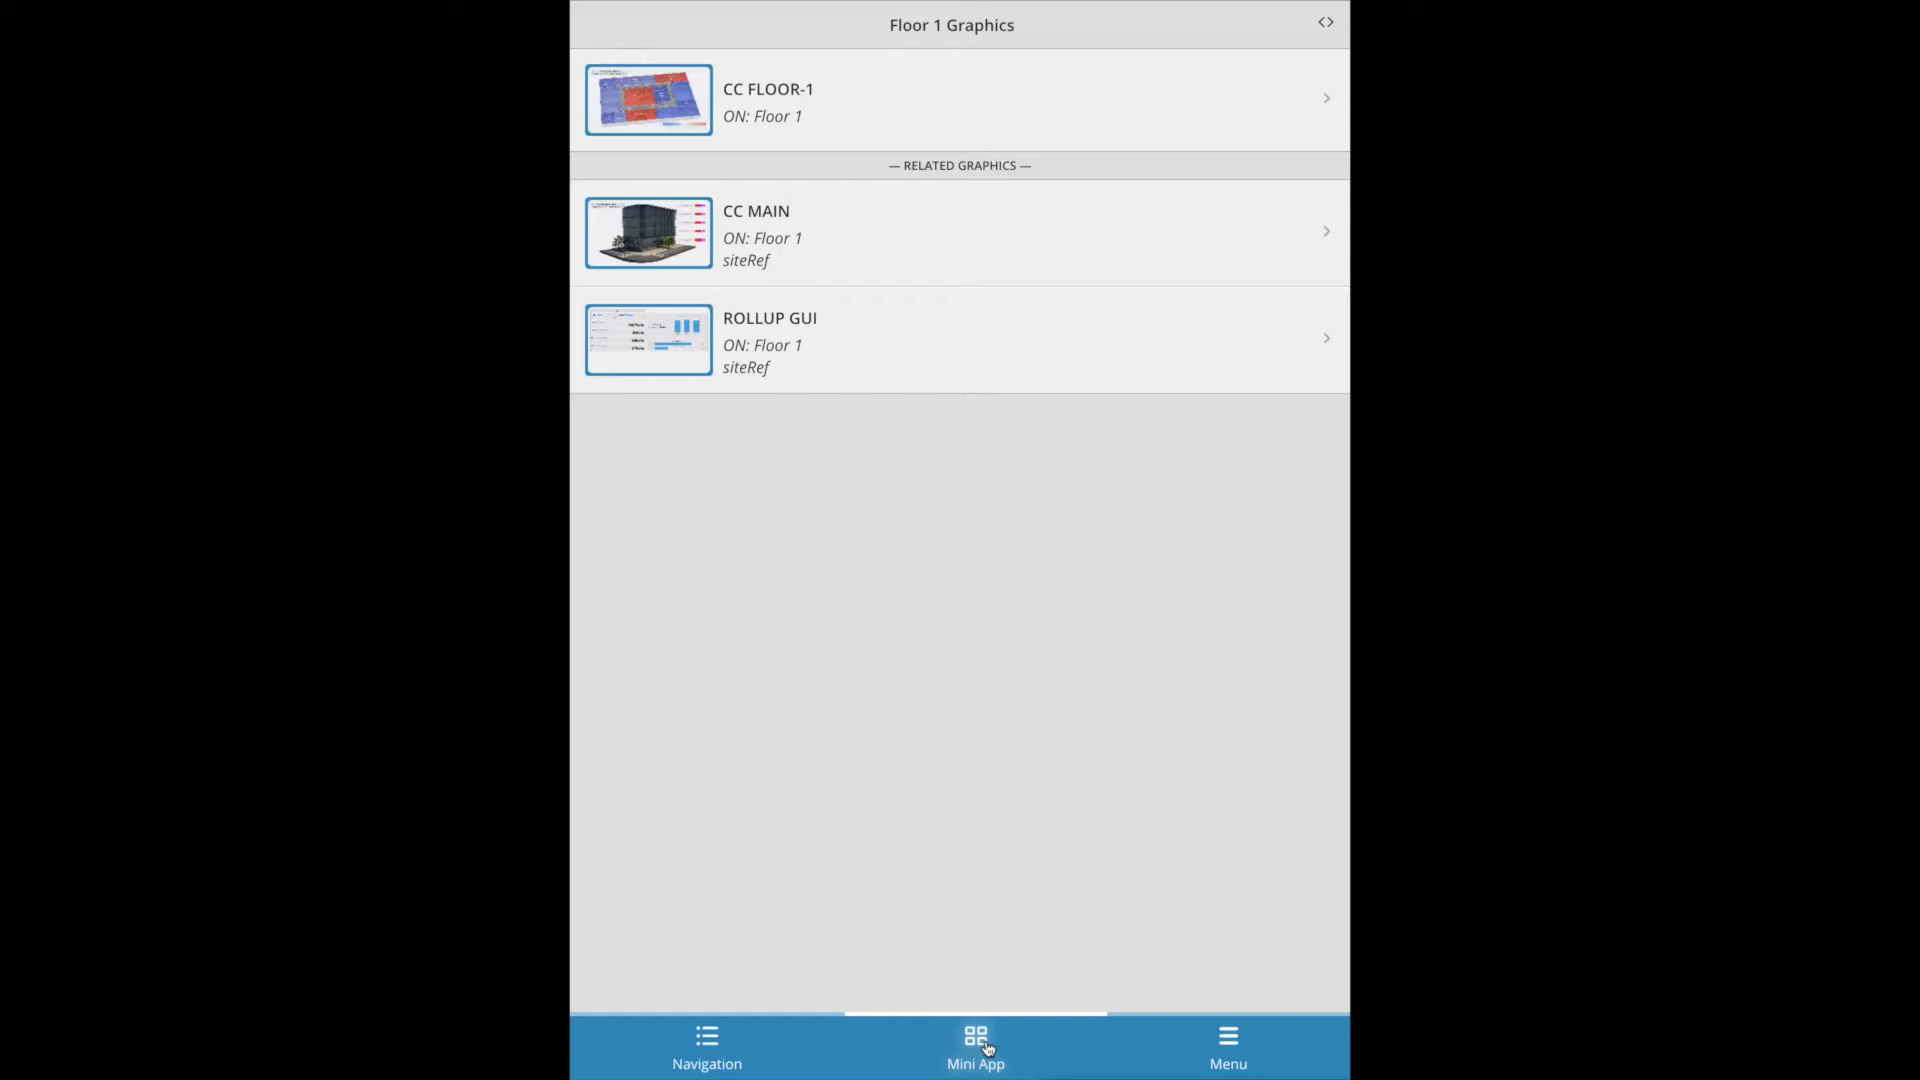 Floor 1 Graphics
CC FLOOR-1
ON: Floor 1
— RELATED GRAPHICS —
CC MAIN
ON: Floor 1
siteRef
ROLLUP GUI
ON: Floor 1
siteRef
Navigation
Mini App
Menu